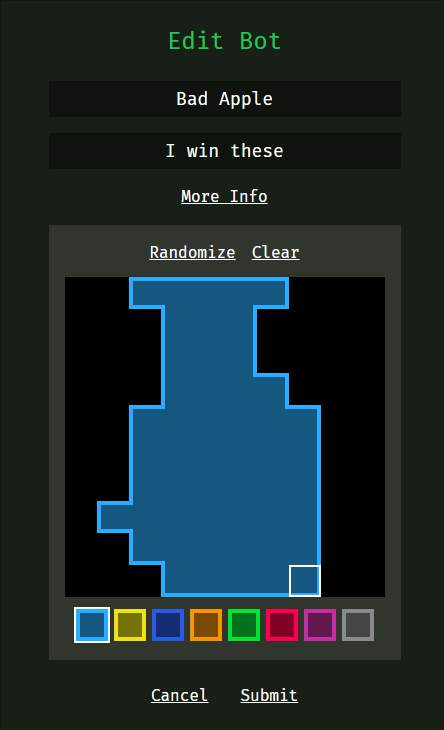 Edit Bot
Bad Apple
I win these
More Info
Randomize Clear
Cancel Submit